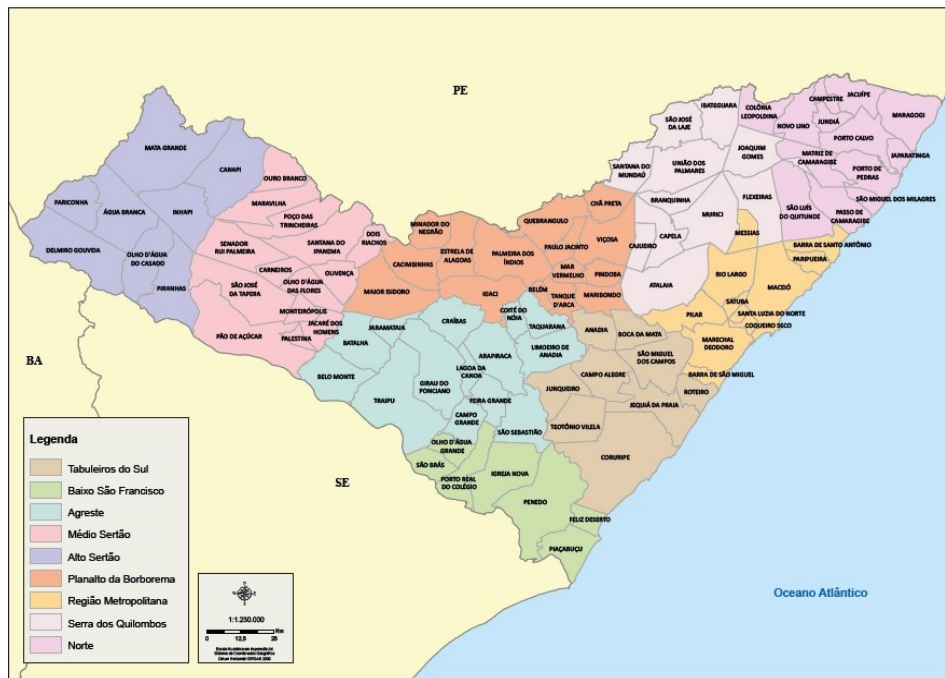 PE
BA
SE
Oceano Atlântico
MATA GRANDE
CANAPI
PARICONHA
ÁGUA BRANCA
INHAPI
DELMIRO GOUVEIA
OLHO D'ÁGUA
DO CASADO
PIRANHAS
OURO BRANCO
MARAVILHA
POÇO DAS
TRINCHEIRAS
SENADOR
RUI PALMEIRA
SANTANA DO
IPANEMA
DOIS
RIACHOS
CARNEIROS
OLIVENÇA
OLHO D'ÁGUA
DAS FLORES
SÃO JOSÉ
DA TAPERA
MONTEIRÓPOLIS
JACARÉ DOS
HOMENS
PÃO DE AÇÚCAR
PALESTINA
MINADOR DO
NEGRÃO
CACIMBINHAS
ESTRELA DE
ALAGOAS
PALMEIRA DOS
ÍNDIOS
MAJOR ISIDORO
IGACI
QUEBRANGULO
CHÃ PRETA
PAULO JACINTO
VIÇOSA
MAR
VERMELHO
PINDOBA
BELÉM
TANQUE
D'ARCA
MARIBONDO
JARAMATAIA
CRAÍBAS
COITÉ DO
NÓIA
TAQUARANA
BATALHA
LIMOEIRO DE
ANADIA
ARAPIRACA
BELO MONTE
LAGOA DA
CANOA
GIRAU DO
PONCIANO
TRAIPU
FEIRA GRANDE
CAMPO
GRANDE
SÃO SEBASTIÃO
OLHO D'ÁGUA
GRANDE
SÃO BRÁS
PORTO REAL
DO COLÉGIO
IGREJA NOVA
PENEDO
FELIZ DESERTO
PIAÇABUÇU
ANADIA
BOCA DA MATA
SÃO MIGUEL
DOS CAMPOS
CAMPO ALEGRE
JUNQUEIRO
ROTEIRO
JEQUIÁ DA PRAIA
TEOTÔNIO VILELA
CORURIPE
IBATEGUARA
SÃO JOSÉ
DA LAJE
SANTANA DO
MUNDAÚ
UNIÃO DOS
PALMARES
JOAQUIM
GOMES
BRANQUINHA
MURICI
FLEXEIRAS
CAJUEIRO
CAPELA
ATALAIA
COLÔNIA
LEOPOLDINA
CAMPESTRE
JACUÍPE
NOVO LINO
JUNDIÁ
MARAGOGI
PORTO CALVO
MATRIZ DE
CAMARAGIBE
JAPARATINGA
PORTO DE
PEDRAS
SÃO MIGUEL DOS MILAGRES
SÃO LUÍS
DO QUITUNDE
PASSO DE
CAMARAGIBE
MESSIAS
BARRA DE SANTO ANTÔNIO
PARIPUEIRA
RIO LARGO
MACEIÓ
SATUBA
SANTA LUZIA DO NORTE
COQUEIRO SECO
PILAR
MARECHAL
DEODORO
BARRA DE SÃO MIGUEL
Legenda
Tabuleiros do Sul
Baixo São Francisco
Agreste
Médio Sertão
Alto Sertão
Planalto da Borborema
Região Metropolitana
Serra dos Quilombos
Norte
1:1.230.000
0 12,5 25 Km